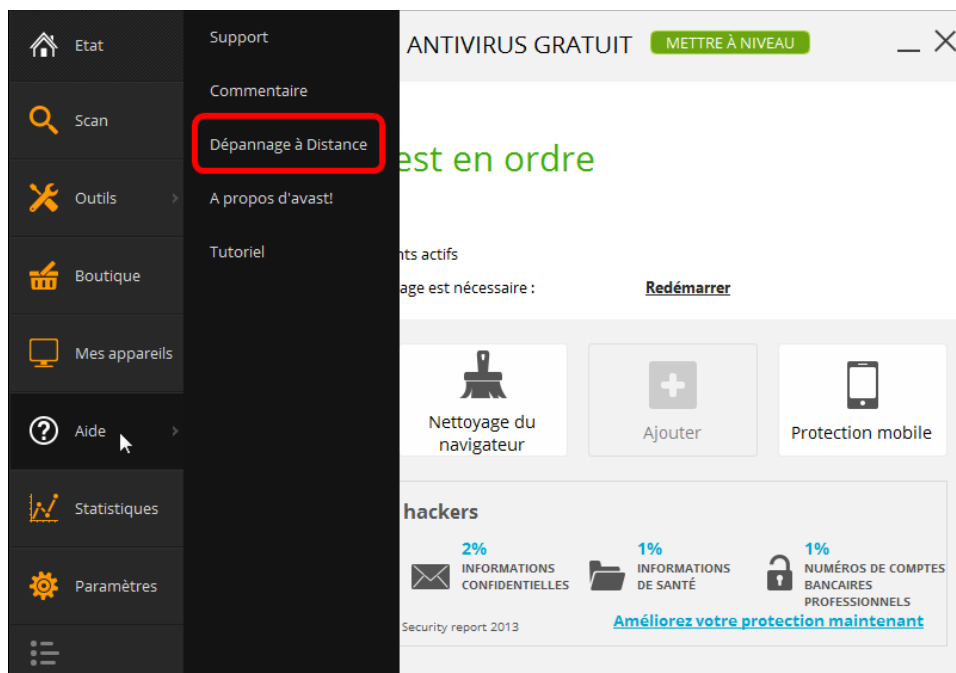 Etat
Scan
Outils
Boutique
Mes appareils
Aide
Statistiques
Paramètres
Support
Commentaire
Dépannage à Distance
A propos d'avast!
Tutoriel
ANTIVIRUS GRATUIT
METTRE À NIVEAU
est en ordre
nts actifs
age est nécessaire :
Redémarrer
Nettoyage du
navigateur
Ajouter
Protection mobile
hackers
2%
INFORMATIONS
CONFIDENTIELLES
1%
INFORMATIONS
DE SANTÉ
1%
NUMÉROS DE COMPTES
BANCAIRES
PROFESSIONNELS
Security report 2013
Améliorez votre protection maintenant